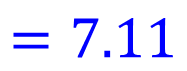 = 7.11